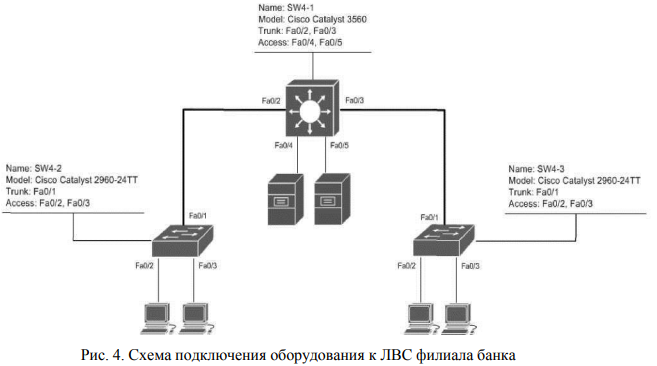 Name: SW4-1
Model: Cisco Catalyst 3560
Trunk: Fa0/2, Fa0/3
Access: Fa0/4, Fa0/5
Fa0/2
Fa0/3
Fa0/4
Fa0/5
Name: SW4-2
Model: Cisco Catalyst 2960-24TT
Trunk: Fa0/1
Access: Fa0/2, Fa0/3
Name: SW4-3
Model: Cisco Catalyst 2960-24TT
Trunk: Fa0/1
Access: Fa0/2, Fa0/3
Fa0/1
Fa0/2
Fa0/3
Fa0/1
Fa0/2
Fa0/3
Рис. 4. Схема подключения оборудования к ЛВС филиала банка